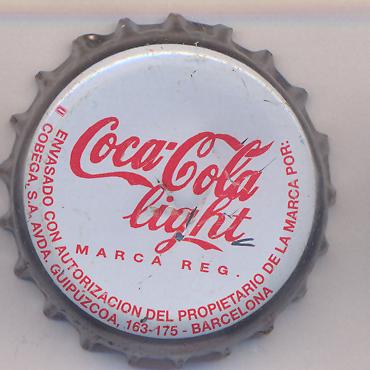 Coca-Cola
light
MARCA REG.
ENVASADO CON AUTORIZACION DEL PROPIETARIO DE LA MARCA POR:
COBEGA, S.A. AVDA. GUIPÚZCOA, 163-175 - BARCELONA